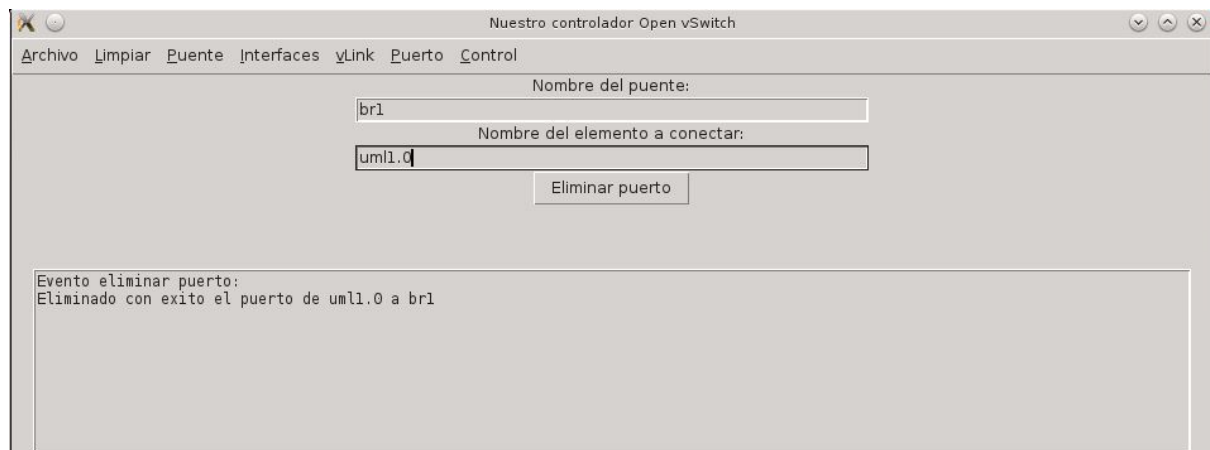 Nuestro controlador Open vSwitch
Archivo Limpiar Puente Interfaces vLink Puerto Control
Nombre del puente:
br1
Nombre del elemento a conectar:
uml1.0
Eliminar puerto
Evento eliminar puerto:
Eliminado con exito el puerto de uml1.0 a br1